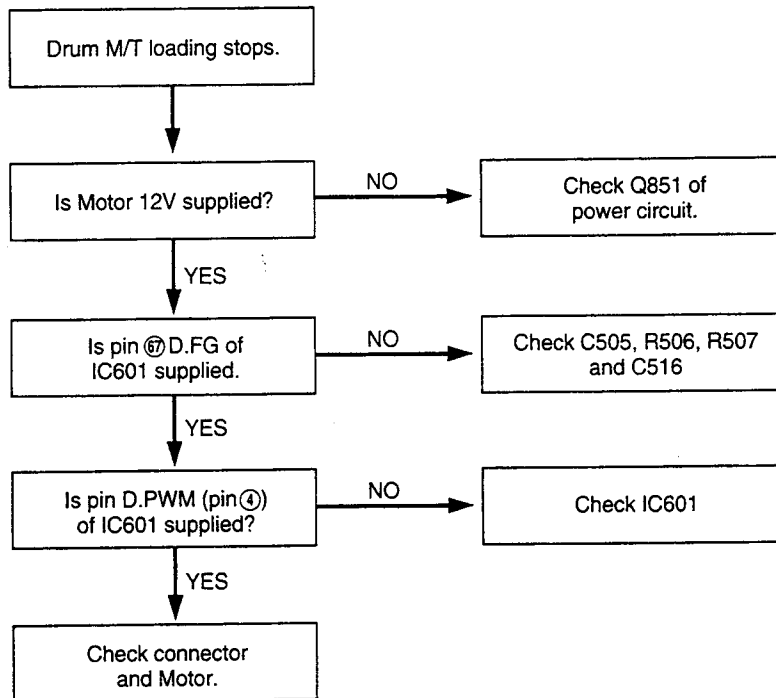 Drum M/T loading stops.
Is Motor 12V supplied?
NO
Check Q851 of
power circuit.
YES
Is pin ㊿ D.FG of
IC601 supplied.
NO
Check C505, R506, R507
and C516
YES
Is pin D.PWM (pin④)
of IC601 supplied?
NO
Check IC601
YES
Check connector
and Motor.